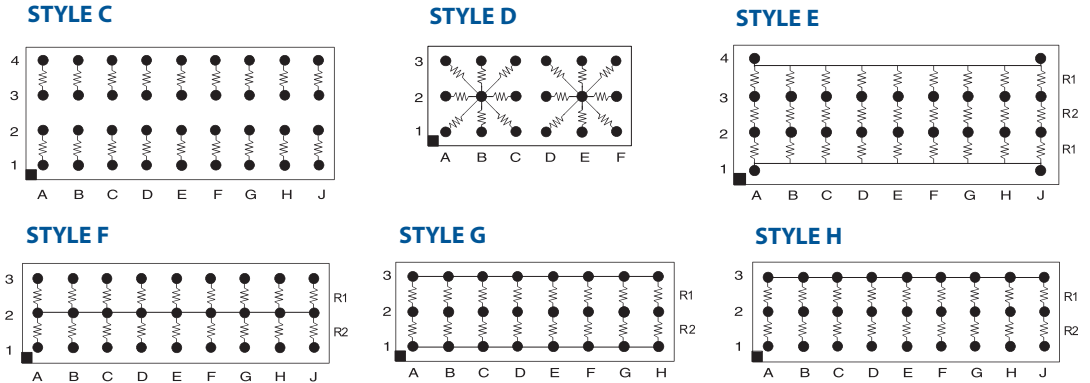 STYLE C
4
3
2
1
A B C D E F G H J
STYLE D
3
2
1
A B C D E F
STYLE E
4
3
2
1
R1
R2
R1
A B C D E F G H J
STYLE F
3
2
1
R1
R2
A B C D E F G H J
STYLE G
3
2
1
R1
R2
A B C D E F G H
STYLE H
3
2
1
R1
R2
A B C D E F G H J